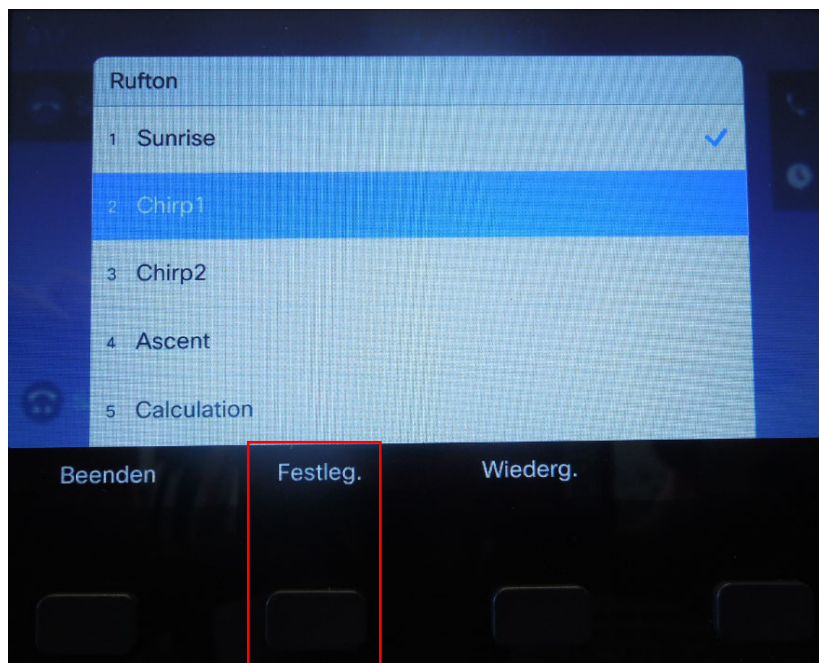 Rufton
1 Sunrise
2 Chirp1
3 Chirp2
4 Ascent
5 Calculation
Beenden Festleg. Wiederg.